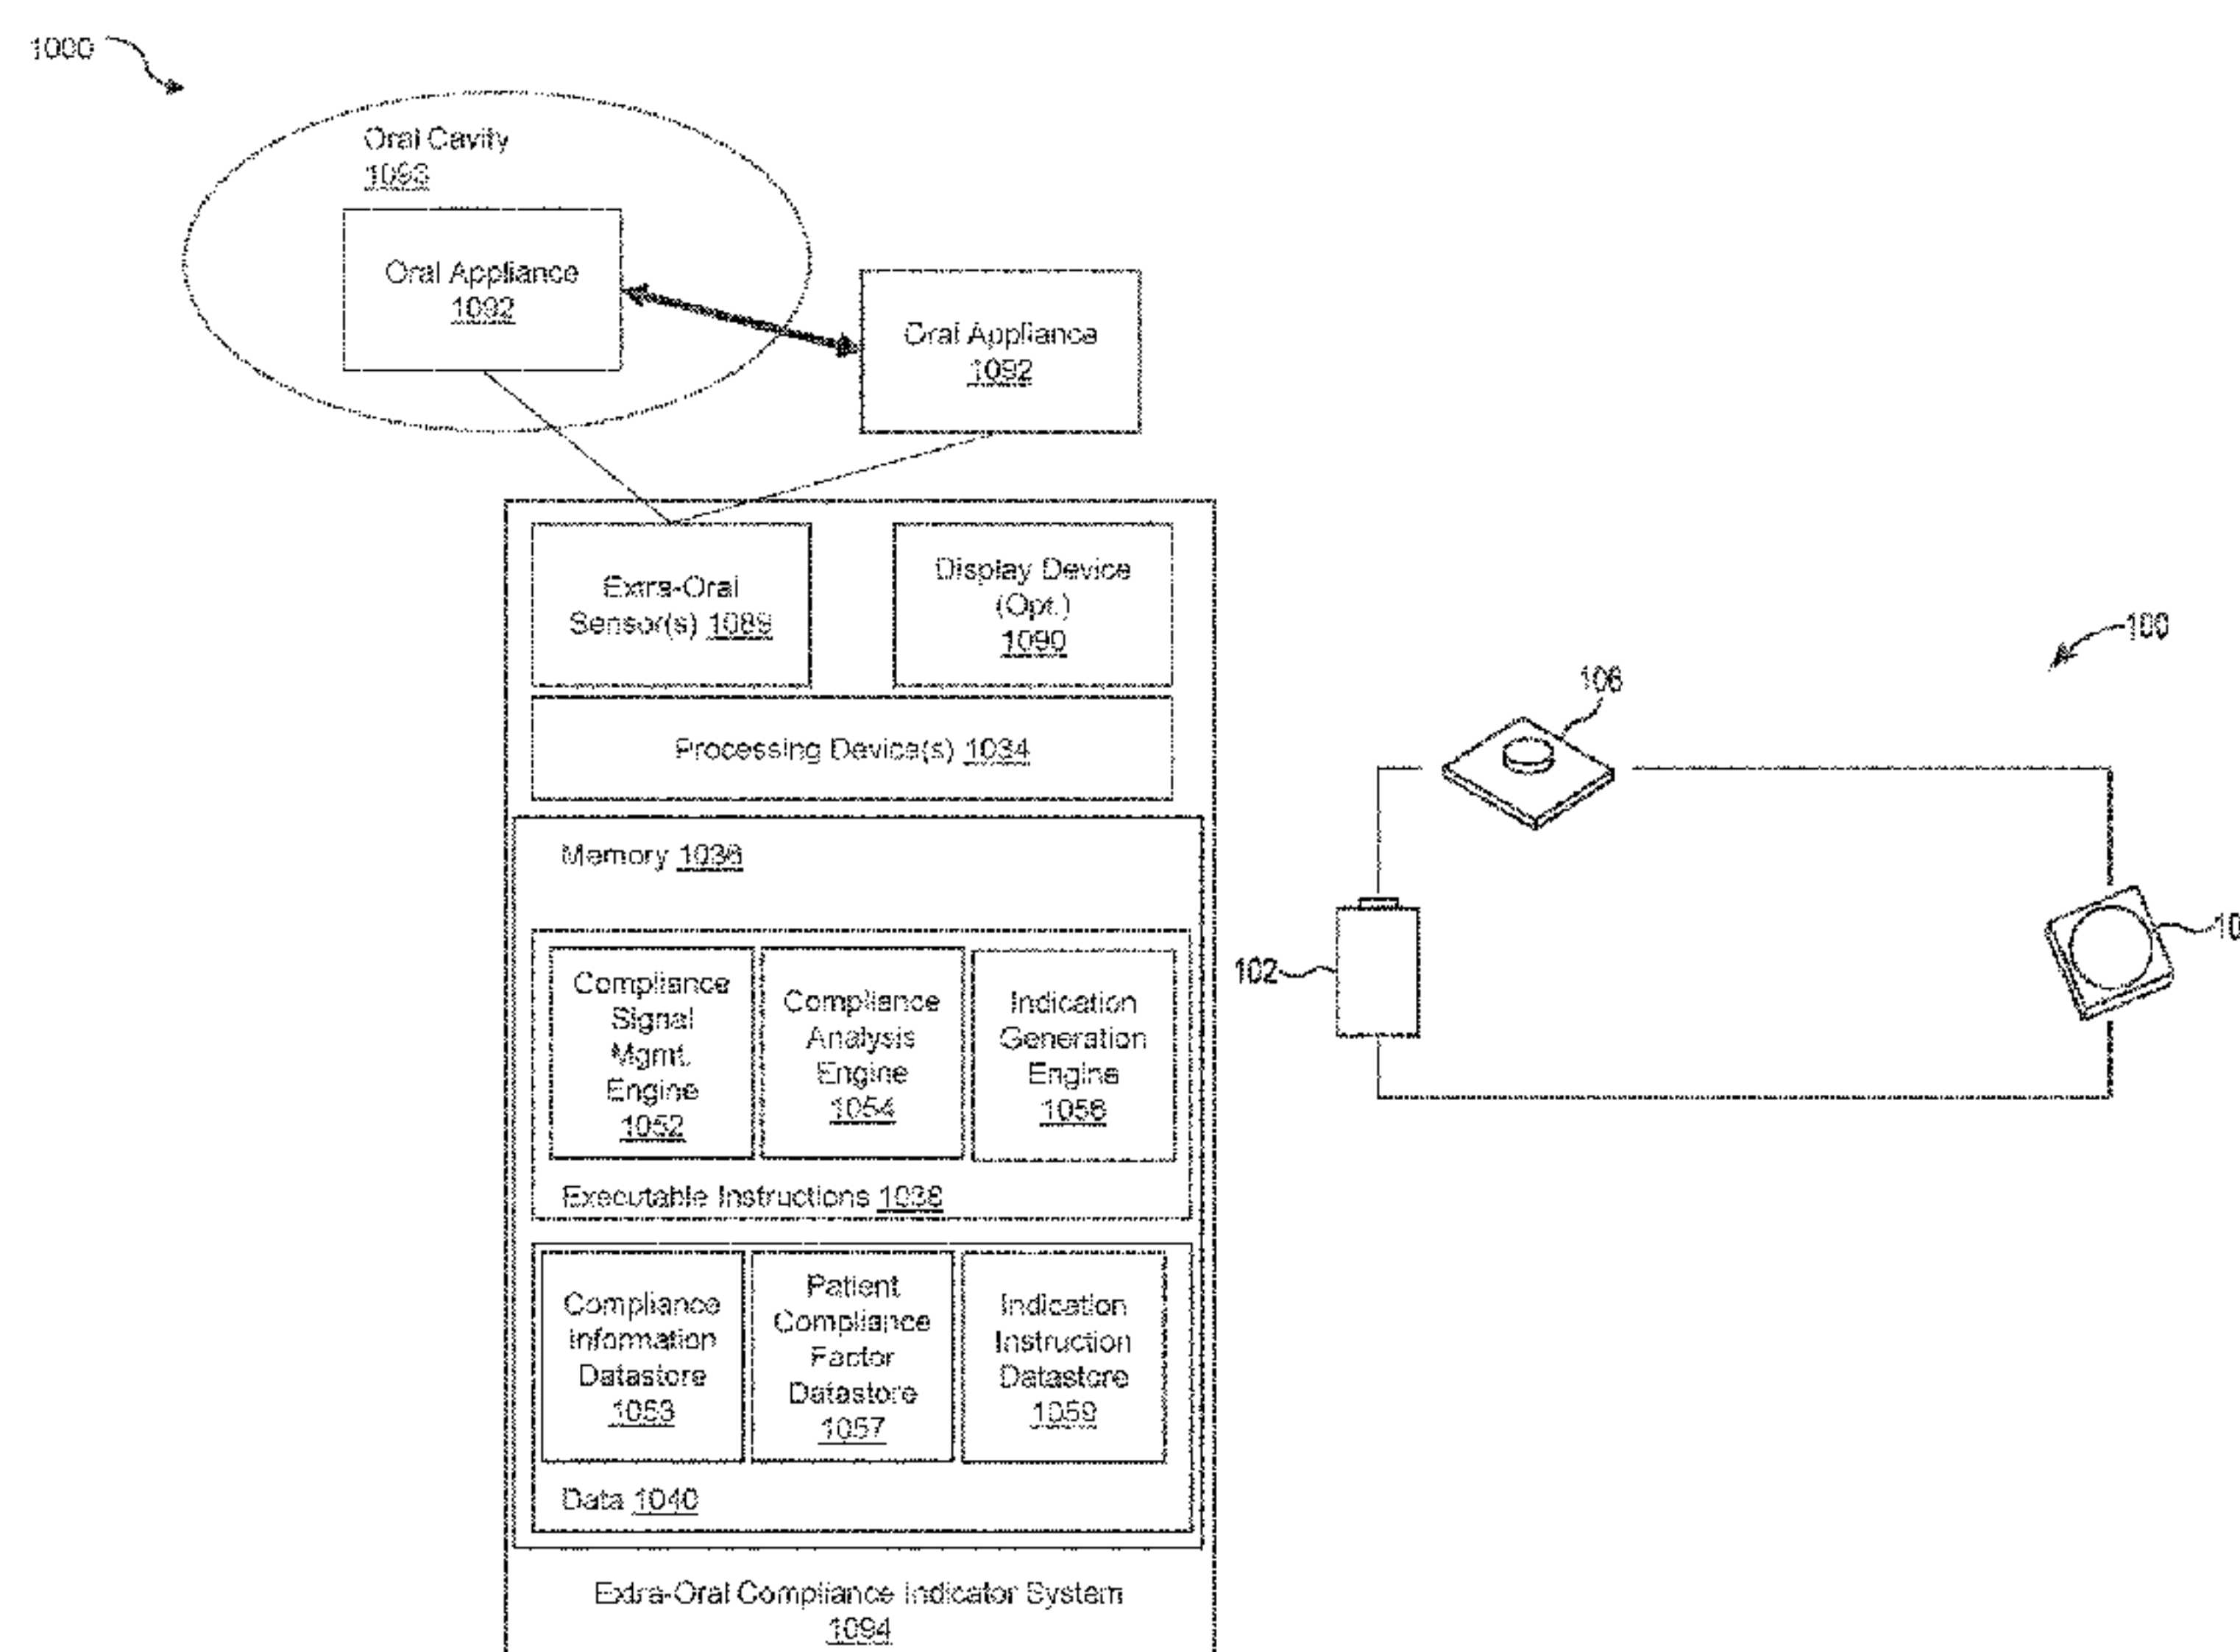 1000
Oral Cavity
1093
Oral Appliance
1092
Oral Appliance
1092
Extra-Oral
Sensor(s) 1089
Display Device
(Opt.)
1090
Processing Device(s) 1034
Memory 1036
Compliance
Signal
Mgmt.
Engine
1052
Compliance
Analysis
Engine
1054
Indication
Generation
Engine
1056
Executable Instructions 1038
Compliance
Information
Datastore
1053
Patient
Compliance
Factor
Datastore
1057
Indication
Instruction
Datastore
1059
Data 1040
Extra-Oral Compliance Indicator System
1094
100
106
102